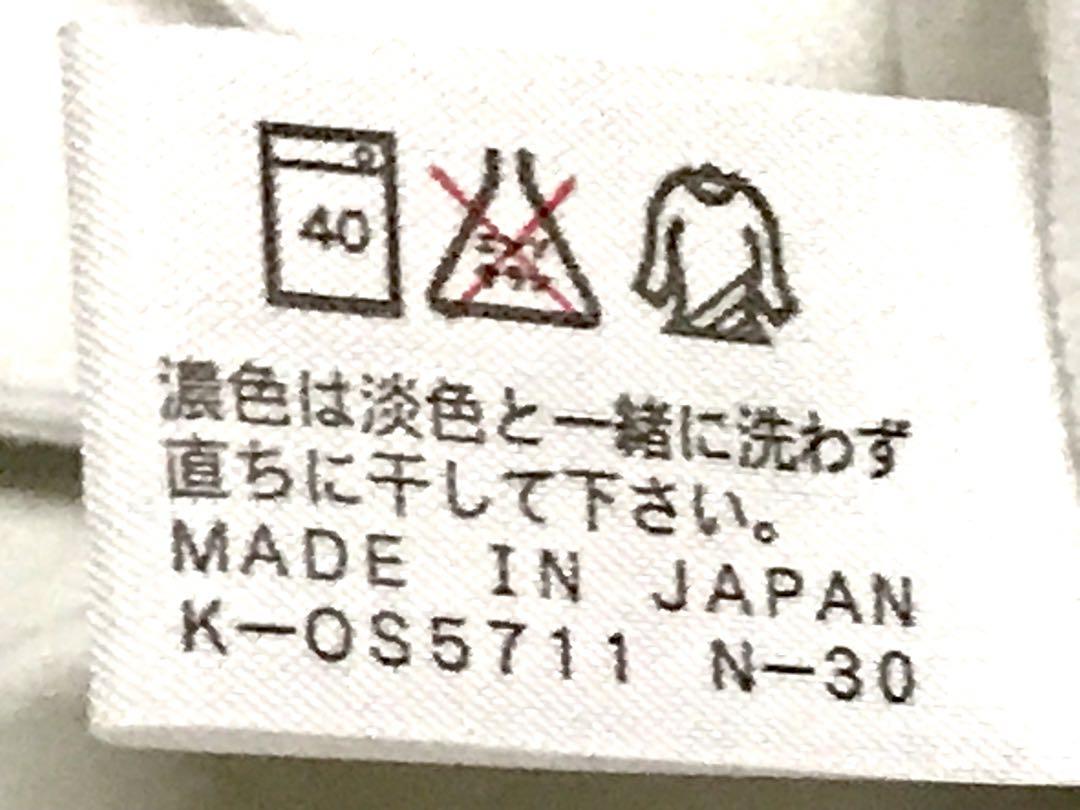 40
濃色は淡色と一緒に洗わず
直ちに干して下さい。
MADE IN JAPAN
K-OS5711 N-30